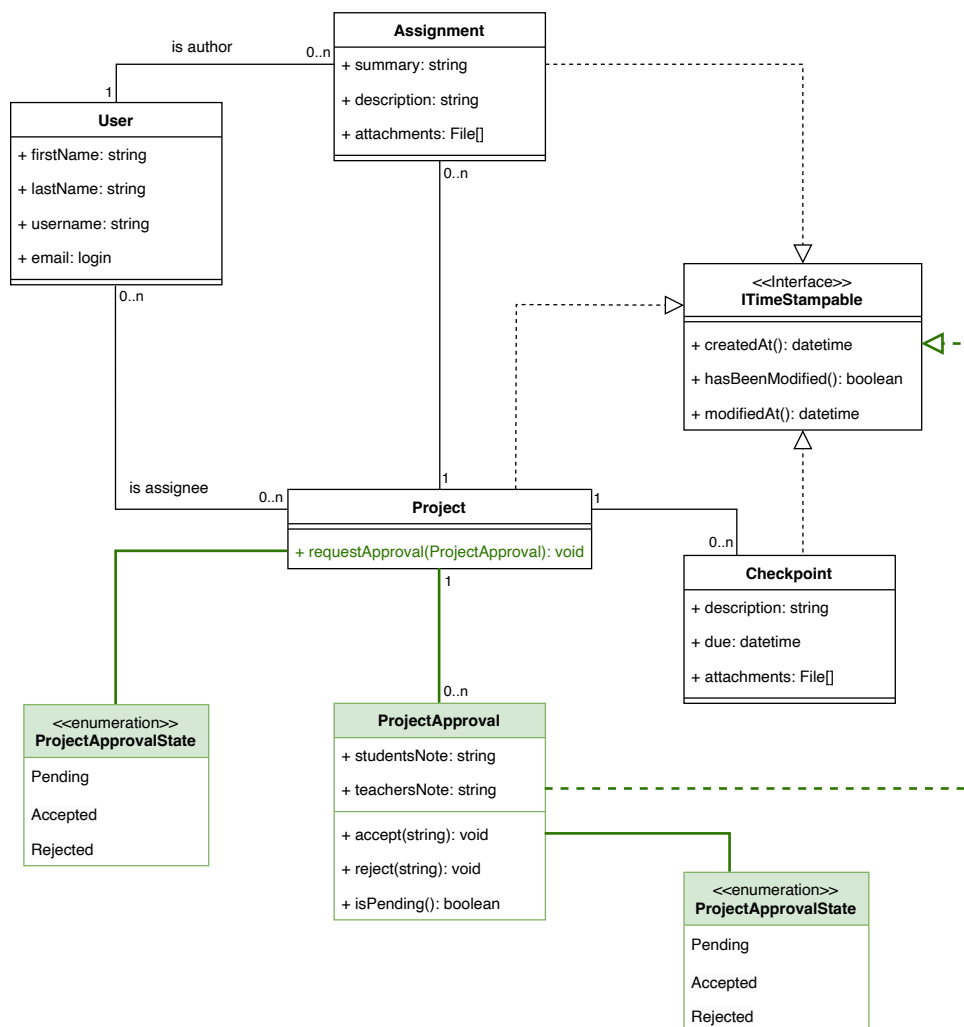 Assignment
+ summary: string
+ description: string
+ attachments: File[]
is author
0..n
1
User
+ firstName: string
+ lastName: string
+ username: string
+ email: login
0..n
0..n
<<Interface>>
ITimeStampable
+ createdAt(): datetime
+ hasBeenModified(): boolean
+ modifiedAt(): datetime
is assignee
0..n
1
Project
+ requestApproval(ProjectApproval): void
1
0..n
1
0..n
Checkpoint
+ description: string
+ due: datetime
+ attachments: File[]
<<enumeration>>
ProjectApprovalState
Pending
Accepted
Rejected
ProjectApproval
+ studentsNote: string
+ teachersNote: string
+ accept(string): void
+ reject(string): void
+ isPending(): boolean
<<enumeration>>
ProjectApprovalState
Pending
Accepted
Rejected